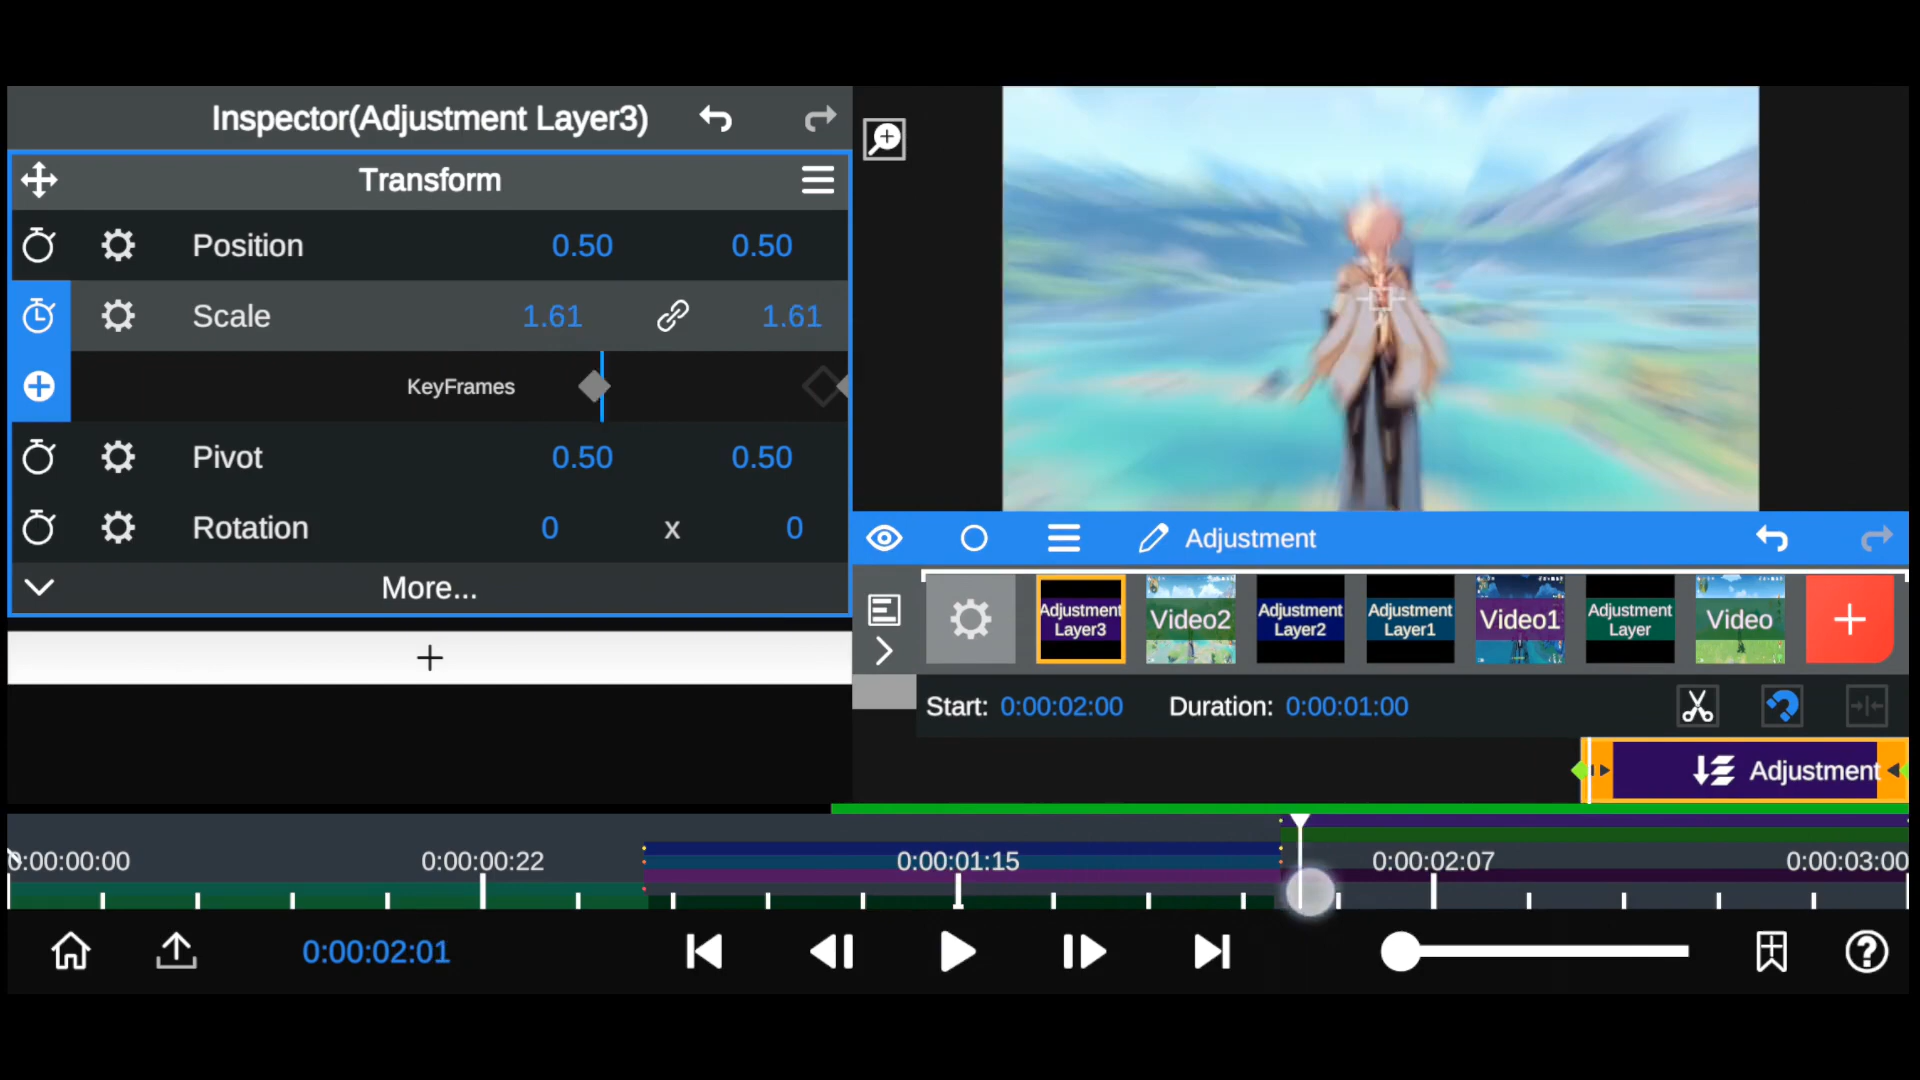 Inspector(Adjustment Layer3)
Transform
Position 0.50 0.50
Scale 1.61 1.61
KeyFrames
Pivot 0.50 0.50
Rotation 0 x 0
More...
+
Adjustment
Adjustment Layer3
Video2
Adjustment Layer2
Adjustment Layer1
Video1
Adjustment Layer
Video
+
Start: 0:00:02:00 Duration: 0:00:01:00
Adjustment
0:00:00:00 0:00:00:22 0:00:01:15 0:00:02:07 0:00:03:00
0:00:02:01